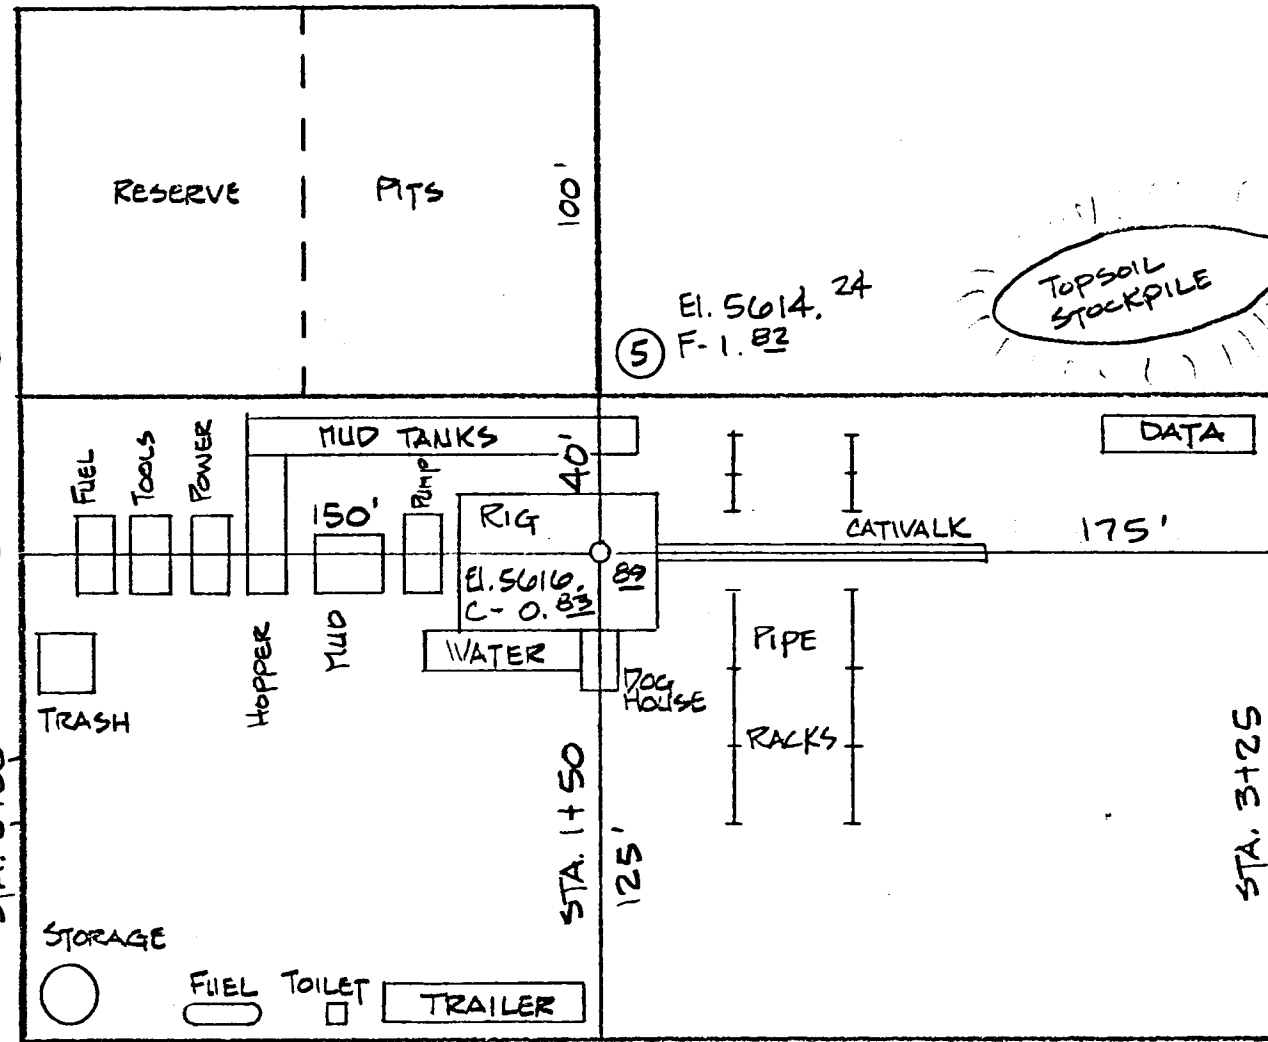 RESERVE
PITS
100'
El. 5614.24
5
F-1.82
TOPSOIL
STOCKPILE
MUD TANKS
DATA
FUEL
TOOLS
POWER
PUMP
40'
150'
RIG
CATWALK
175'
El. 5616.89
C-0.83
HOPPER
MUD
WATER
DOG
HOUSE
PIPE
RACKS
TRASH
STA. 1+50
125'
STA. 3+25
STORAGE
FUEL
TOILET
TRAILER